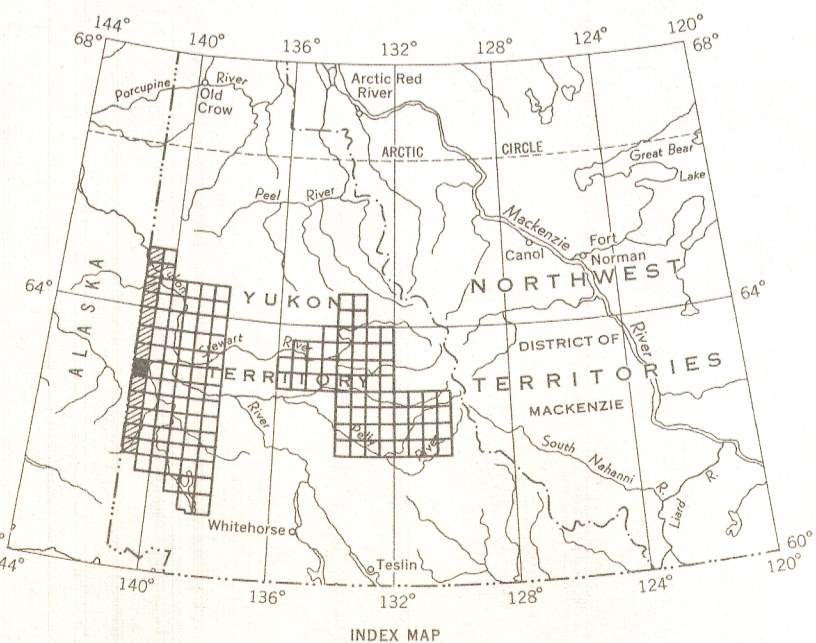 144°
140°
136°
132°
128°
124°
120°
68°
68°
Porcupine River
Old
Crow
Arctic Red
River
ARCTIC CIRCLE
Great Bear
Lake
Peel River
Mackenzie
Canol
Fort
Norman
64°
ALASKA
YUKON
NORTHWEST
64°
Stewart River
DISTRICT OF
TERRITORY
TERRITORIES
MACKENZIE
River
River
Pelly River
South Nahanni R.
Liard R.
Whitehorse
Teslin
60°
44°
140°
136°
132°
128°
124°
120°
INDEX MAP